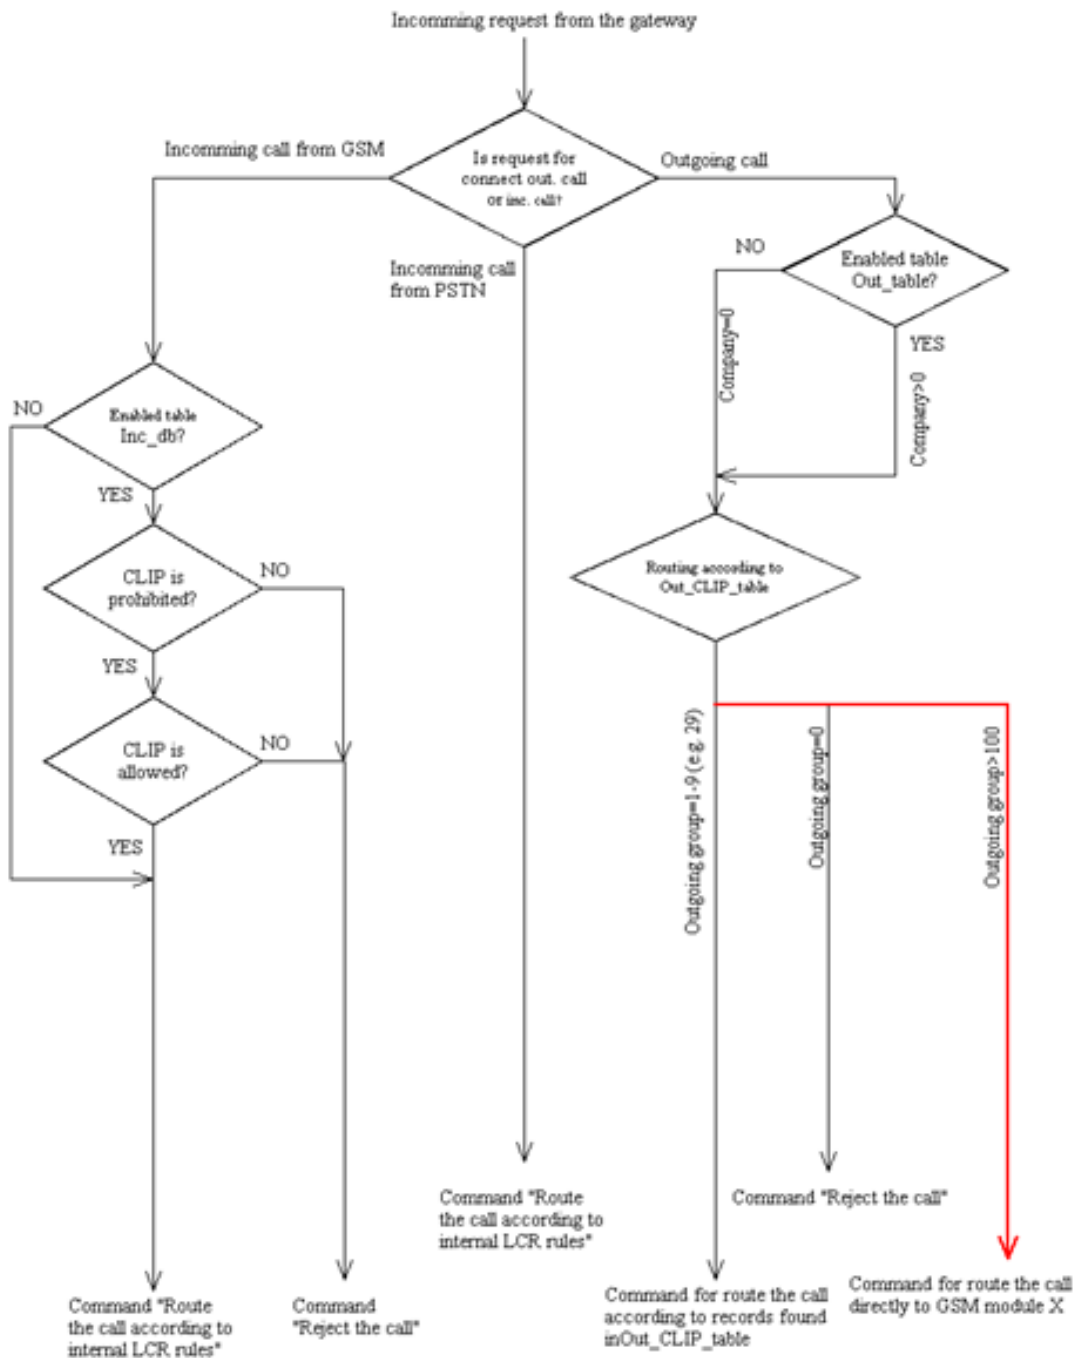 Incomming request from the gateway
Incomming call from GSM
Is request for
connect out. call
or inc. call?
Outgoing call
Incomming call
from PSTN
NO
Enabled table
Out_table?
YES
Company=0
Company>0
NO
Enabled table
Inc_db?
YES
CLIP is
prohibited?
NO
YES
CLIP is
allowed?
NO
YES
Routing according to
Out_CLIP_table
Outgoing group=1-9 (e.g. 29)
Outgoing group=0
Outgoing group>100
Command "Route
the call according to
internal LCR rules"
Command
"Reject the call"
Command "Route
the call according to
internal LCR rules"
Command for route the call
according to records found
inOut_CLIP_table
Command "Reject the call"
Command for route the call
directly to GSM module X